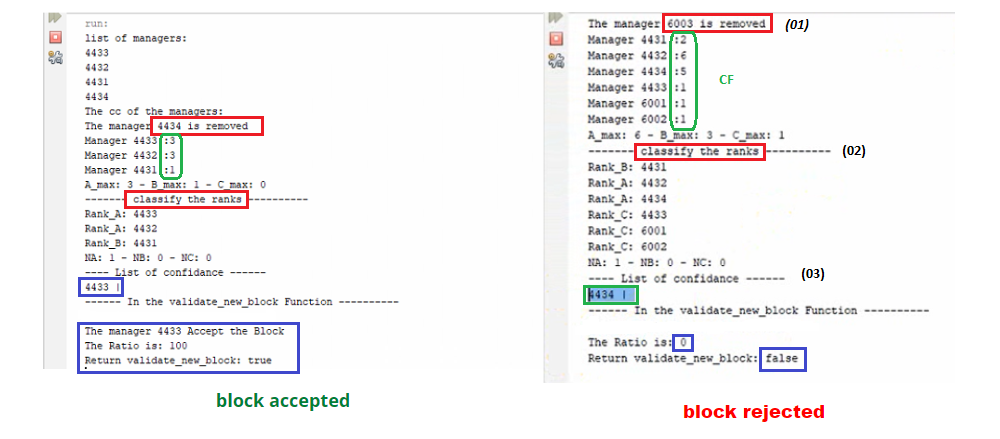 run:
list of managers:
4433
4432
4431
4434
The cc of the managers:
The manager 4434 is removed
Manager 4433 :3
Manager 4432 :3
Manager 4431 :1
A_max: 3 - B_max: 1 - C_max: 0
------- classify the ranks ----------
Rank_A: 4433
Rank_A: 4432
Rank_B: 4431
NA: 1 - NB: 0 - NC: 0
---- List of confidance ------
4433 |
------ In the validate_new_block Function ----------
The manager 4433 Accept the Block
The Ratio is: 100
Return validate_new_block: true
block accepted
The manager 6003 is removed (01)
Manager 4431 :2
Manager 4432 :6
Manager 4434 :5
Manager 4433 :1
Manager 6001 :1
Manager 6002 :1
CF
A_max: 6 - B_max: 3 - C_max: 1
------- classify the ranks ---------- (02)
Rank_B: 4431
Rank_A: 4432
Rank_A: 4434
Rank_C: 4433
Rank_C: 6001
Rank_C: 6002
NA: 1 - NB: 0 - NC: 0
---- List of confidance ------ (03)
4434 |
------ In the validate_new_block Function ----------
The Ratio is: 0
Return validate_new_block: false
block rejected